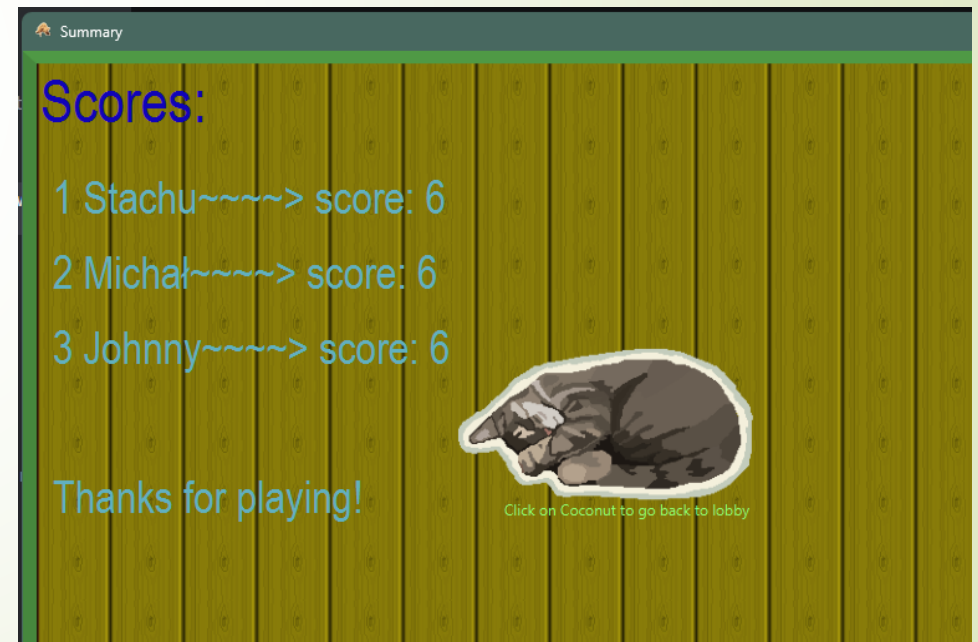 Summary
Scores:
1 Stachu~~~~> score: 6
2 Michał~~~~> score: 6
3 Johnny~~~~> score: 6
Thanks for playing!
Click on Coconut to go back to lobby